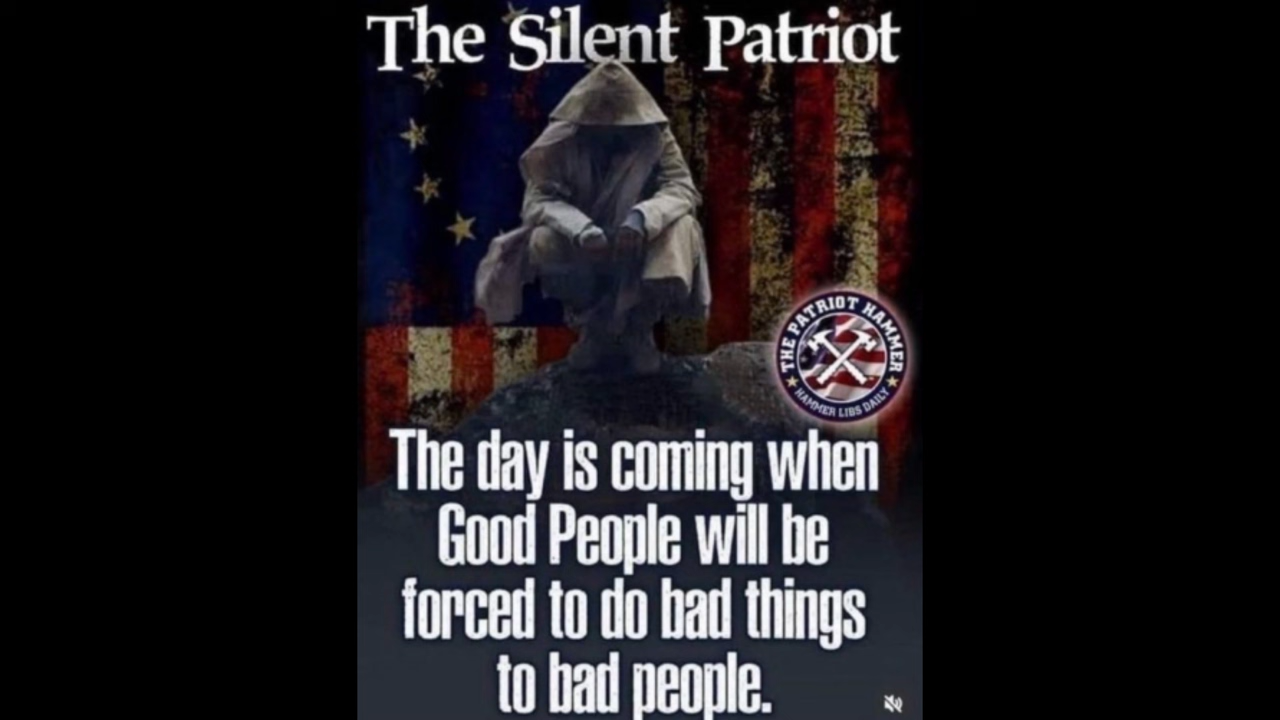 The Silent Patriot
THE PATRIOT HAMMER
HAMMER LIBS DAILY
The day is coming when
Good People will be
forced to do bad things
to bad people.